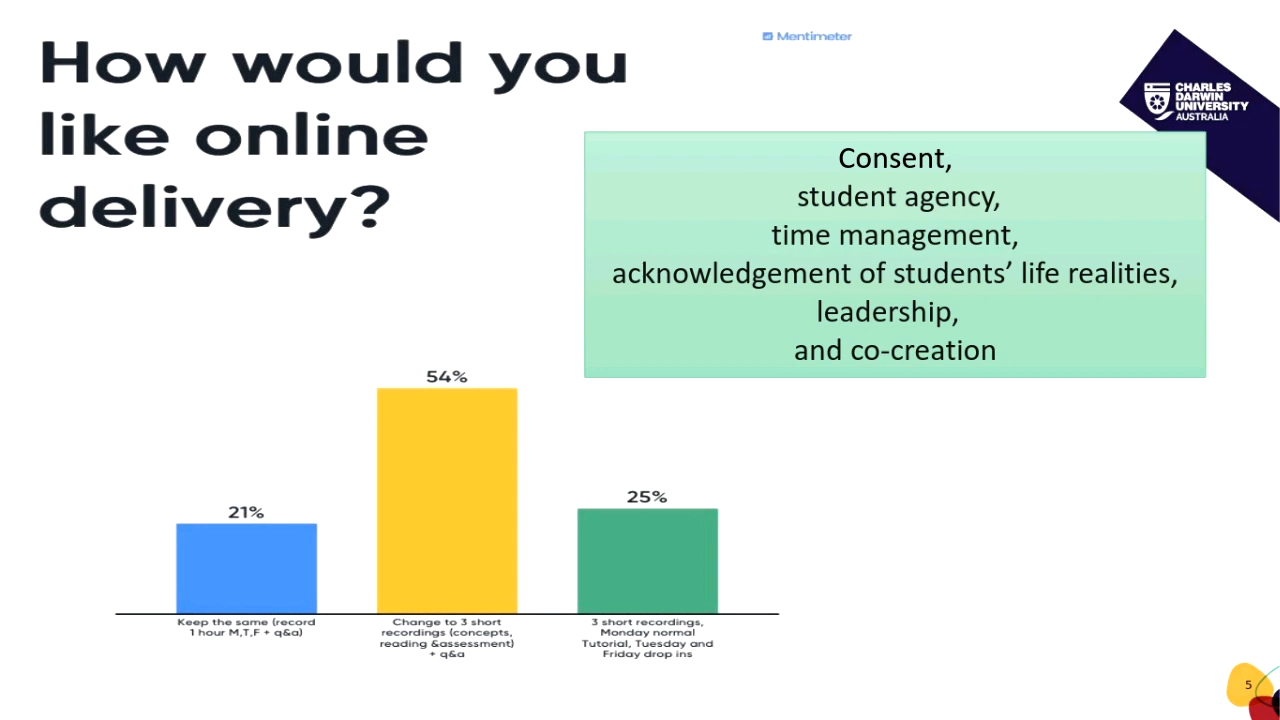 How would you
like online
delivery?
Mentimeter
CHARLES
DARWIN
UNIVERSITY
AUSTRALIA
Consent,
student agency,
time management,
acknowledgement of students’ life realities,
leadership,
and co-creation
54%
25%
21%
Keep the same (record
1 hour M,T,F + q&a)
Change to 3 short
recordings (concepts,
reading &assessment)
+ q&a
3 short recordings,
Monday normal
Tutorial, Tuesday and
Friday drop ins
5